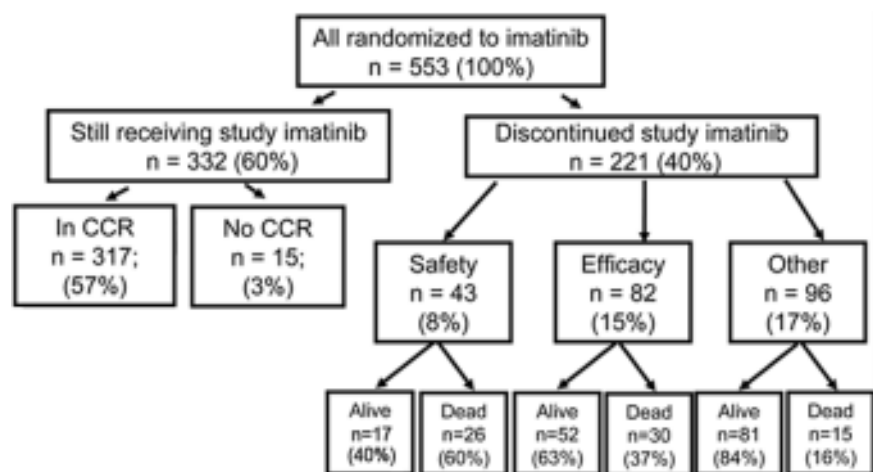 All randomized to imatinib
n = 553 (100%)
Still receiving study imatinib
n = 332 (60%)
Discontinued study imatinib
n = 221 (40%)
In CCR
n = 317;
(57%)
No CCR
n = 15;
(3%)
Safety
n = 43
(8%)
Efficacy
n = 82
(15%)
Other
n = 96
(17%)
Alive
n=17
(40%)
Dead
n=26
(60%)
Alive
n=52
(63%)
Dead
n=30
(37%)
Alive
n=81
(84%)
Dead
n=15
(16%)